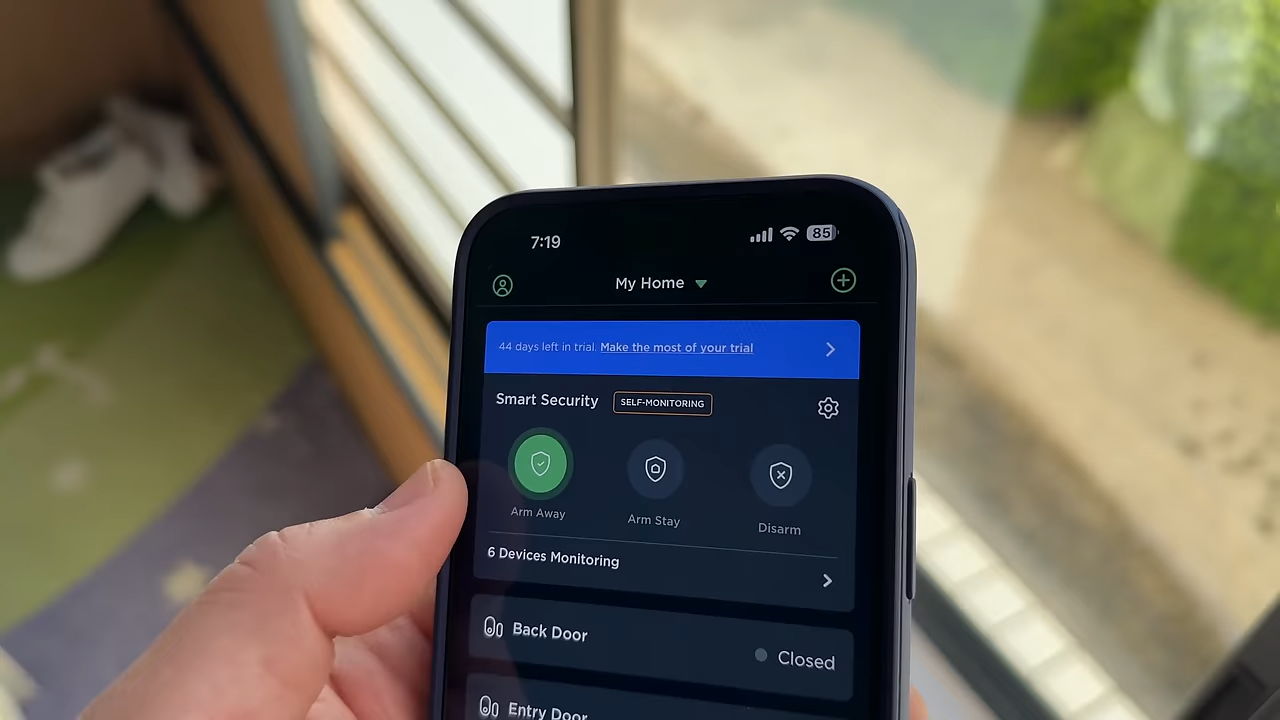 7:19
85
My Home
44 days left in trial. Make the most of your trial
Smart Security SELF-MONITORING
Arm Away
Arm Stay
Disarm
6 Devices Monitoring
Back Door
Closed
Entry Door